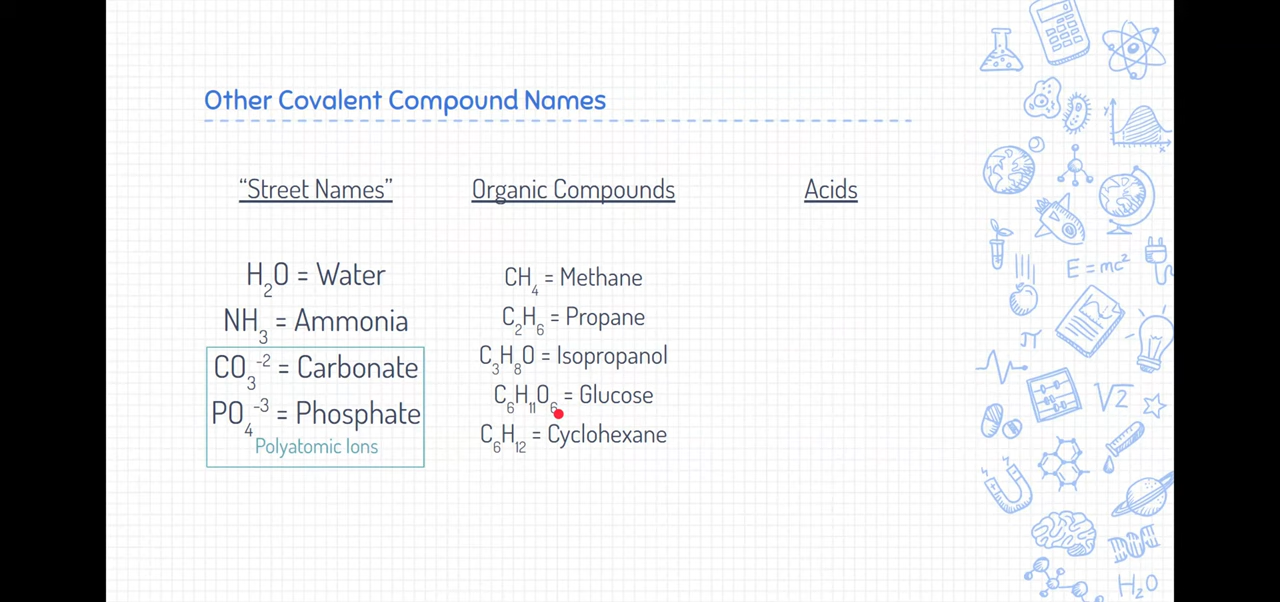 Other Covalent Compound Names
“Street Names”
H₂O = Water
NH₃ = Ammonia
CO₃⁻² = Carbonate
PO₄⁻³ = Phosphate
Polyatomic Ions
Organic Compounds
CH₄ = Methane
C₂H₆ = Propane
C₃H₈O = Isopropanol
C₆H₁₁O₆ = Glucose
C₆H₁₂ = Cyclohexane
Acids
y
x
E = mc²
π
√2
H₂O